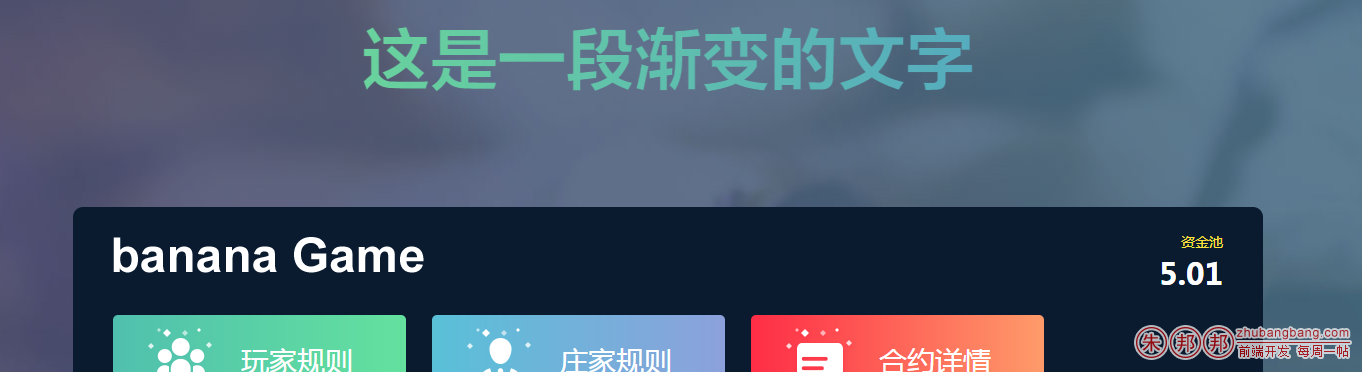 这是一段渐变的文字
banana Game
资金池
5.01
玩家规则
庄家规则
合约详情
朱邦邦
zhubangbang.com
前端开发 每周一帖